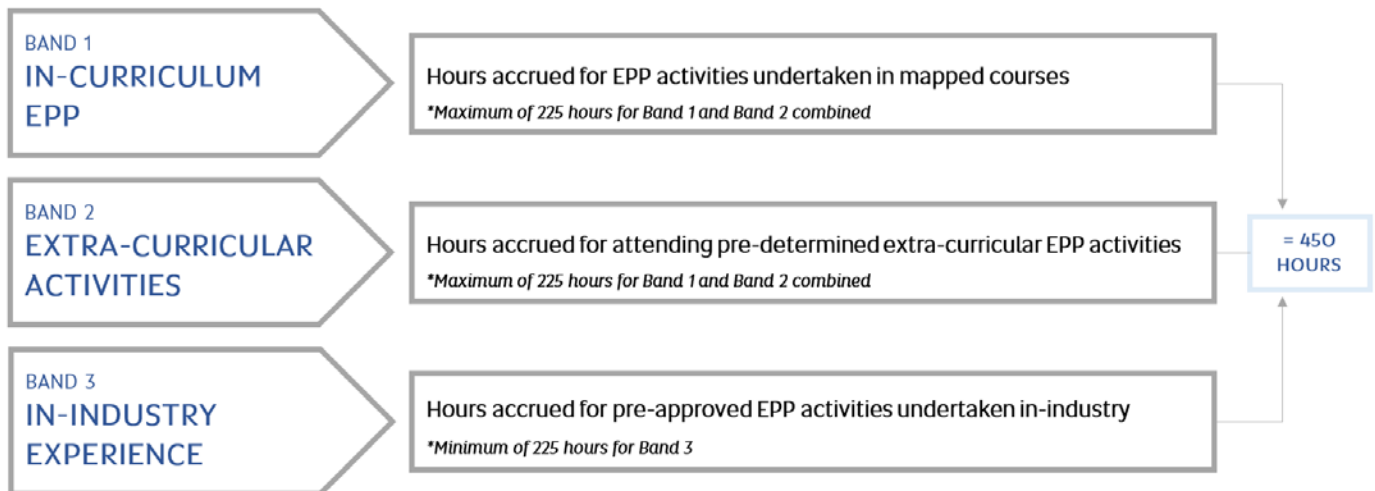 BAND 1
IN-CURRICULUM
EPP
Hours accrued for EPP activities undertaken in mapped courses
*Maximum of 225 hours for Band 1 and Band 2 combined
BAND 2
EXTRA-CURRICULAR
ACTIVITIES
Hours accrued for attending pre-determined extra-curricular EPP activities
*Maximum of 225 hours for Band 1 and Band 2 combined
= 450
HOURS
BAND 3
IN-INDUSTRY
EXPERIENCE
Hours accrued for pre-approved EPP activities undertaken in-industry
*Minimum of 225 hours for Band 3